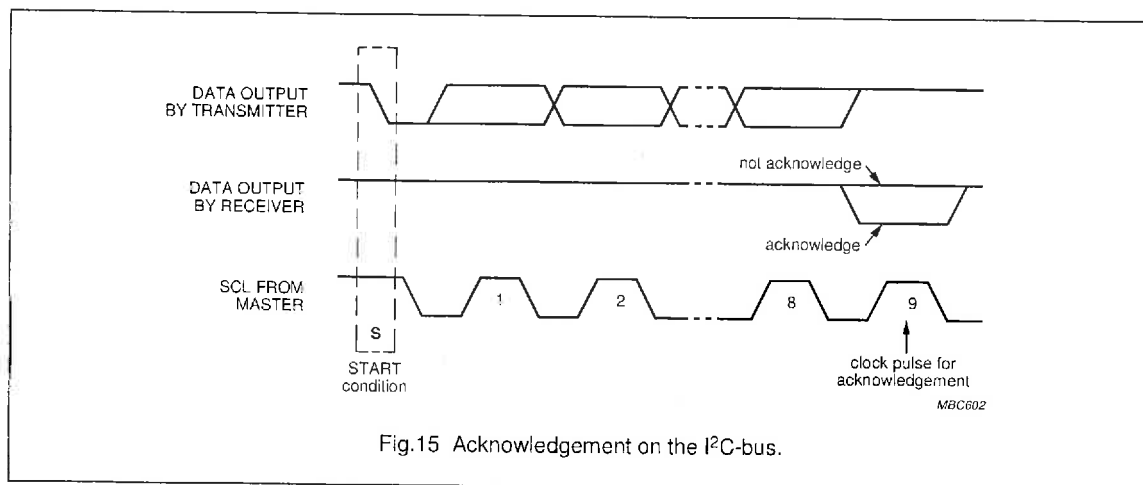 DATA OUTPUT
BY TRANSMITTER
not acknowledge
DATA OUTPUT
BY RECEIVER
acknowledge
SCL FROM
MASTER
1
2
8
9
S
START
condition
clock pulse for
acknowledgement
MBC602
Fig.15 Acknowledgement on the I²C-bus.